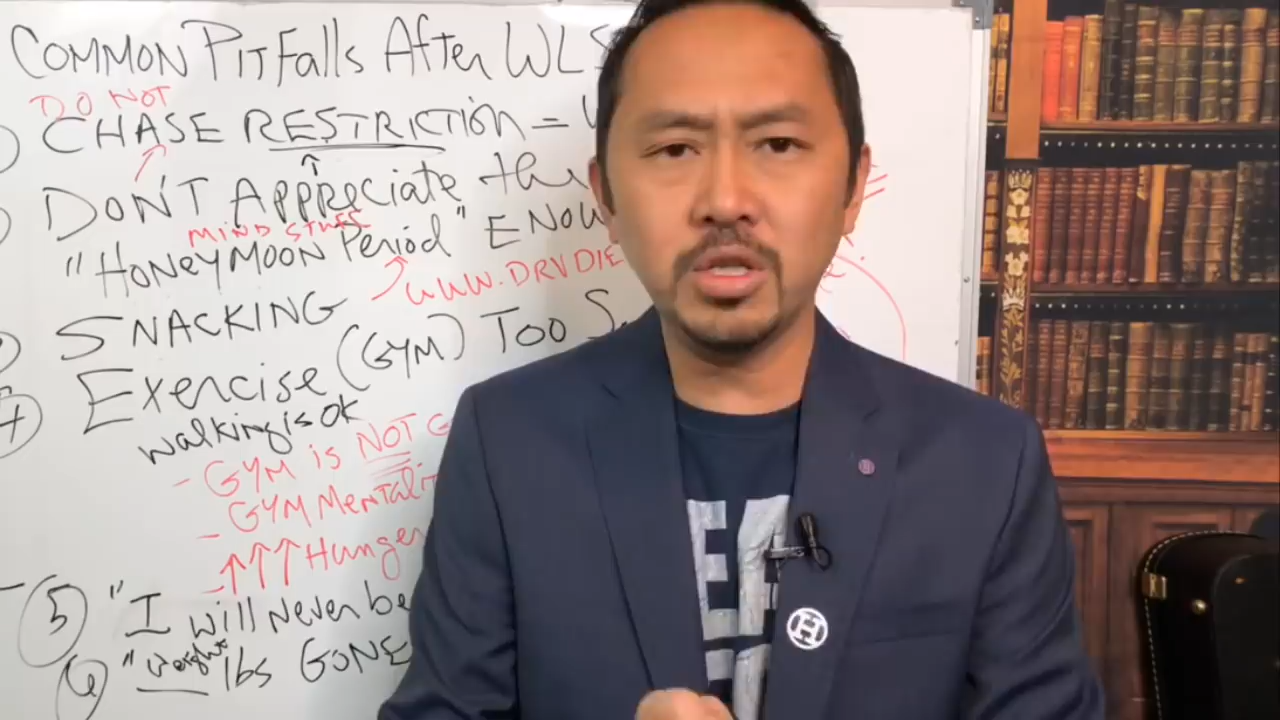 COMMON PITFALLS After WLS
DO NOT
CHASE RESTRICTION =
DON'T Appreciate the
MIND STUFF
"HONEYMOON Period" ENOU
WWW.DRVDIE
SNACKING
Exercise (GYM) TOO
walking is ok
- GYM is NOT
GYM Mentali
- ↑↑↑ Hunger
5 "I will Never be
6 "weight lbs GONE
H